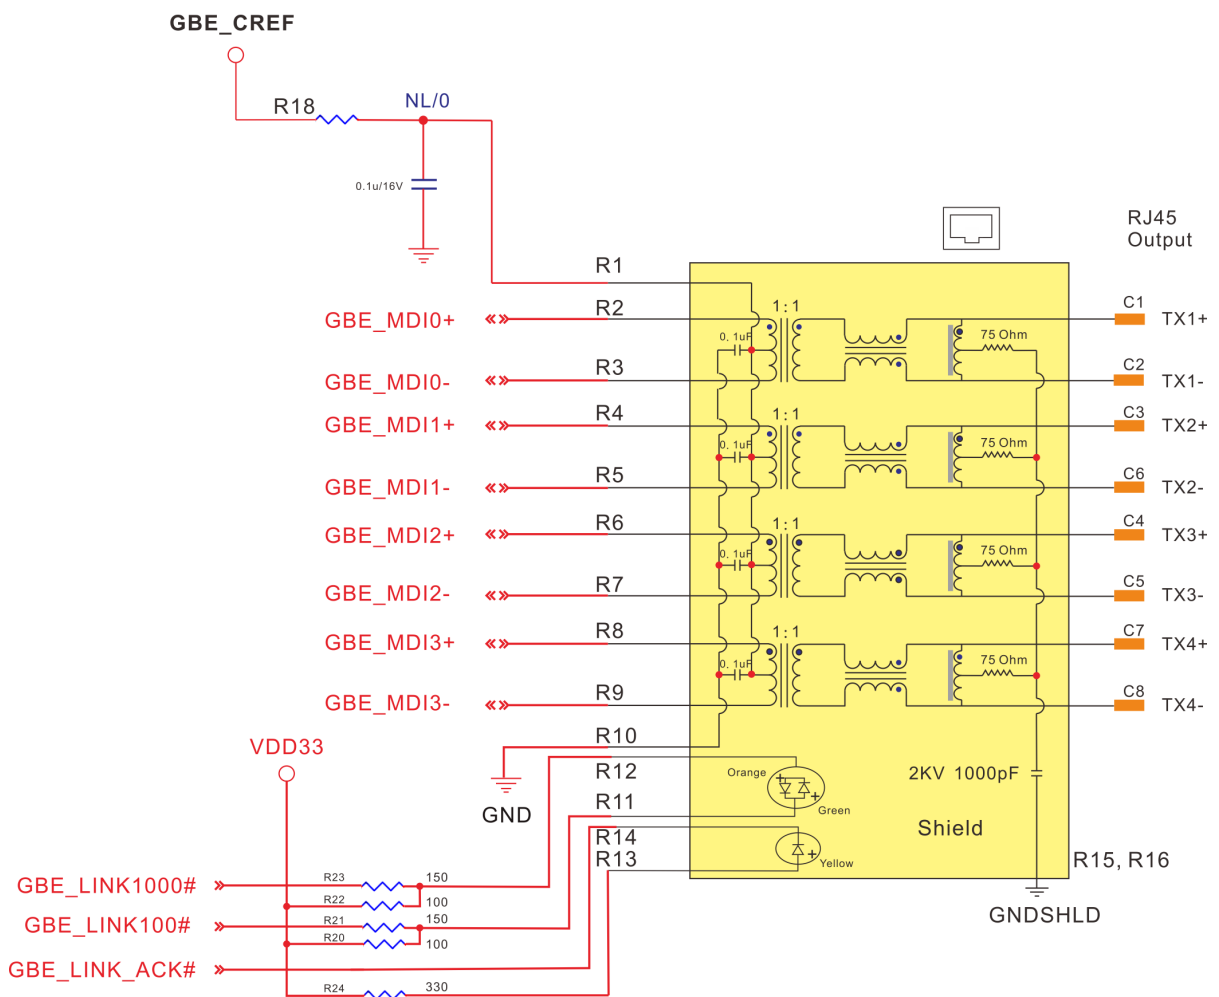 GBE_CREF
R18
NL/0
0.1u/16V
RJ45
Output
R1
GBE_MDI0+
R2
1:1
0.1uF
75 Ohm
C1
TX1+
GBE_MDI0-
R3
C2
TX1-
GBE_MDI1+
R4
1:1
0.1uF
75 Ohm
C3
TX2+
GBE_MDI1-
R5
C6
TX2-
GBE_MDI2+
R6
1:1
0.1uF
75 Ohm
C4
TX3+
GBE_MDI2-
R7
C5
TX3-
GBE_MDI3+
R8
1:1
0.1uF
75 Ohm
C7
TX4+
GBE_MDI3-
R9
C8
TX4-
R10
VDD33
GND
R12
Orange
+
+
Green
2KV 1000pF
R11
R14
+
Yellow
Shield
R13
R15, R16
GNDSHLD
GBE_LINK1000#
R23
150
R22
100
GBE_LINK100#
R21
150
R20
100
GBE_LINK_ACK#
R24
330